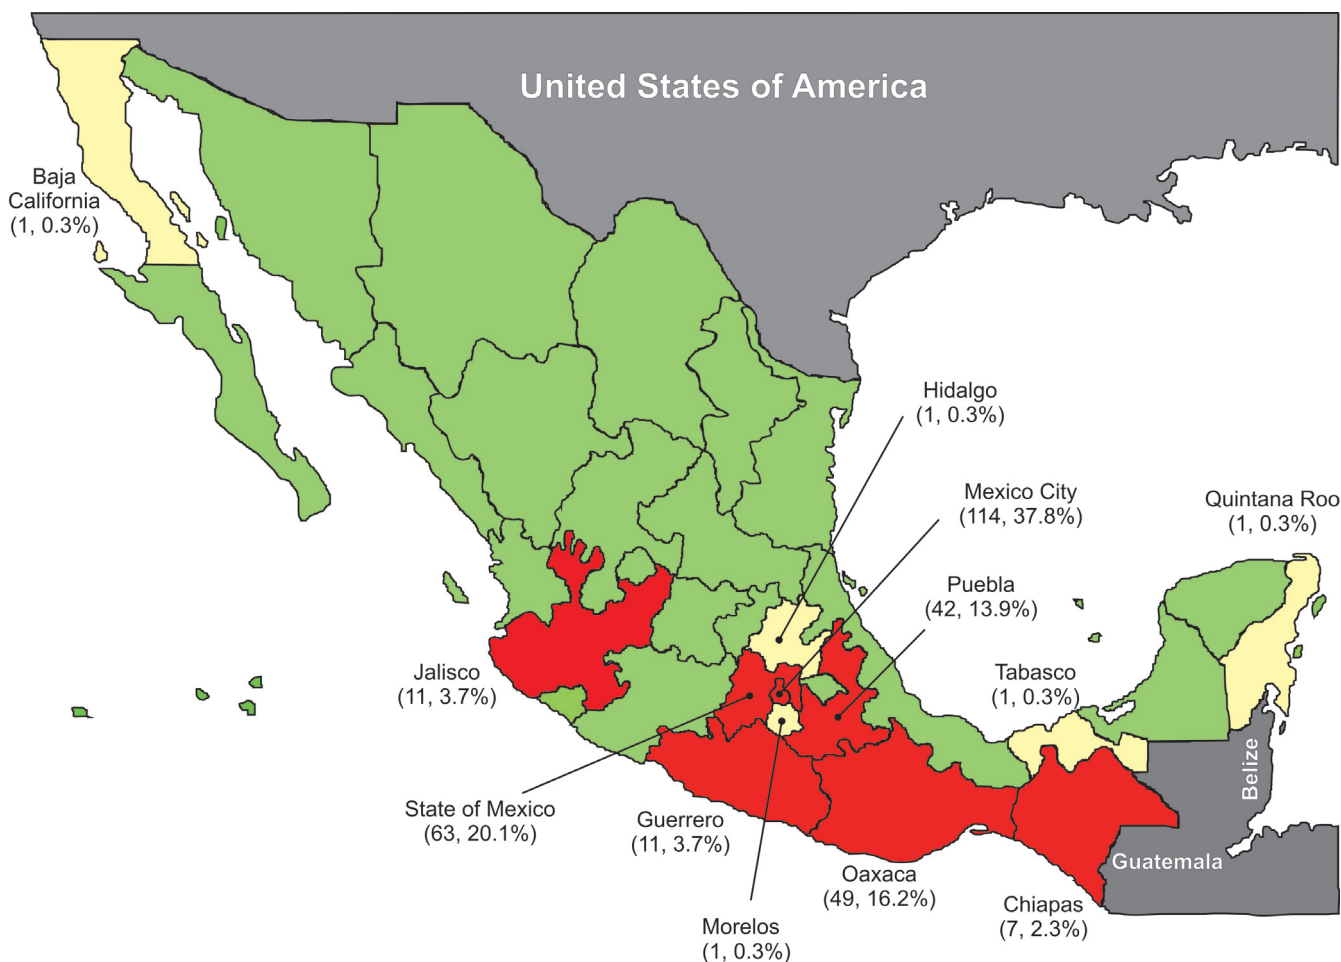 United States of America
Baja
California
(1, 0.3%)
Hidalgo
(1, 0.3%)
Mexico City
(114, 37.8%)
Quintana Roo
(1, 0.3%)
Puebla
(42, 13.9%)
Jalisco
(11, 3.7%)
Tabasco
(1, 0.3%)
Belize
State of Mexico
(63, 20.1%)
Guerrero
(11, 3.7%)
Oaxaca
(49, 16.2%)
Guatemala
Chiapas
(7, 2.3%)
Morelos
(1, 0.3%)